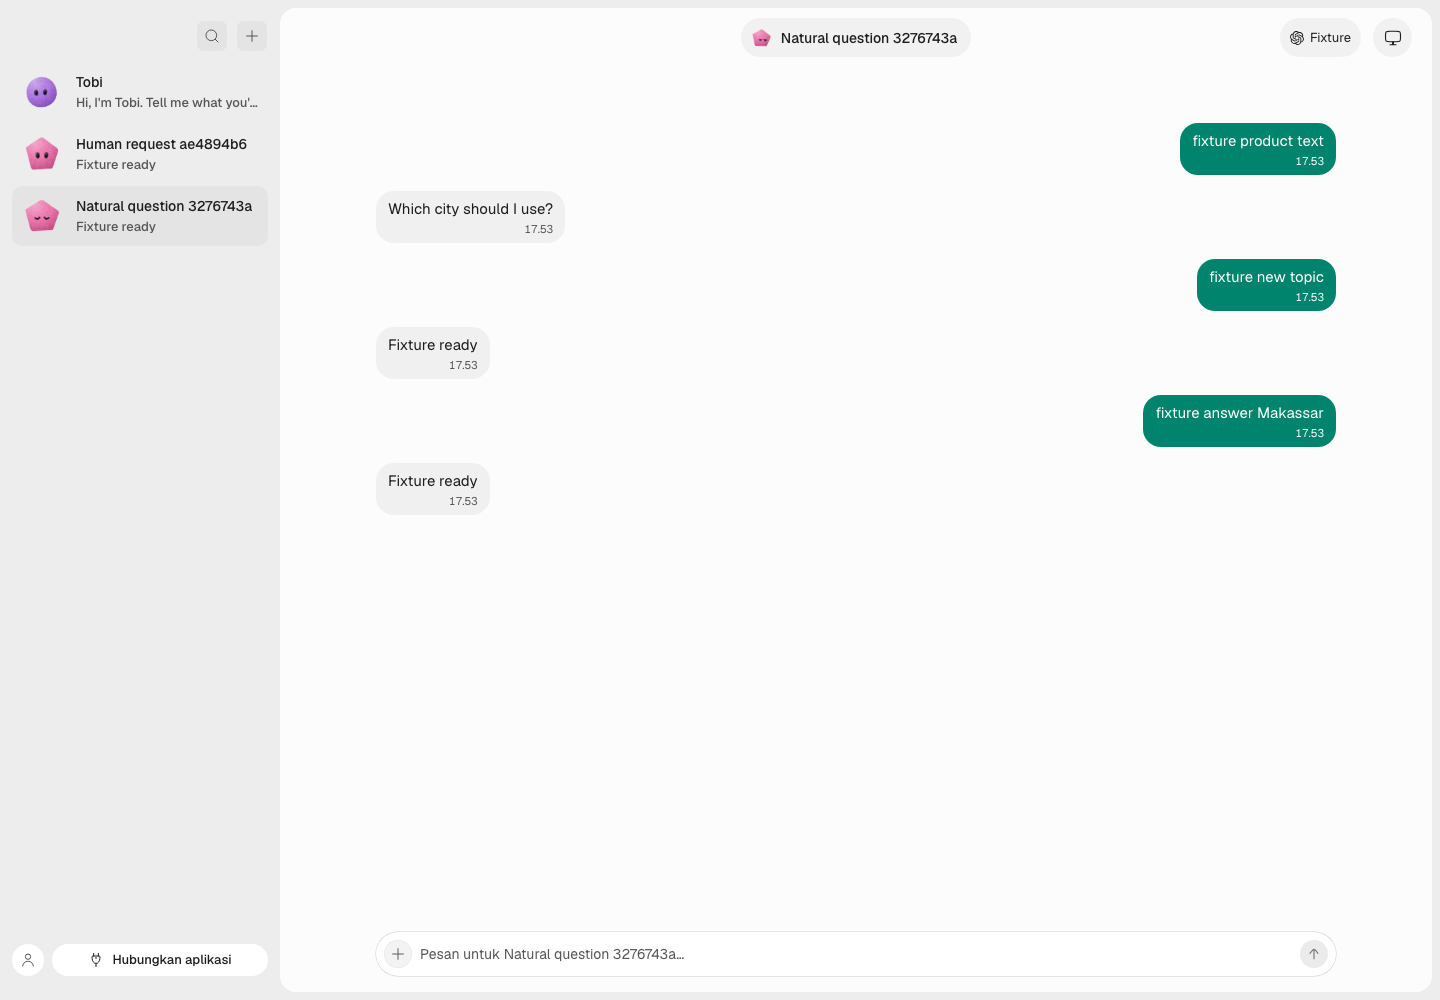 Tobi
Hi, I'm Tobi. Tell me what you'...
Human request ae4894b6
Fixture ready
Natural question 3276743a
Fixture ready
Hubungkan aplikasi
Natural question 3276743a
Fixture
fixture product text
17.53
Which city should I use?
17.53
fixture new topic
17.53
Fixture ready
17.53
fixture answer Makassar
17.53
Fixture ready
17.53
Pesan untuk Natural question 3276743a...